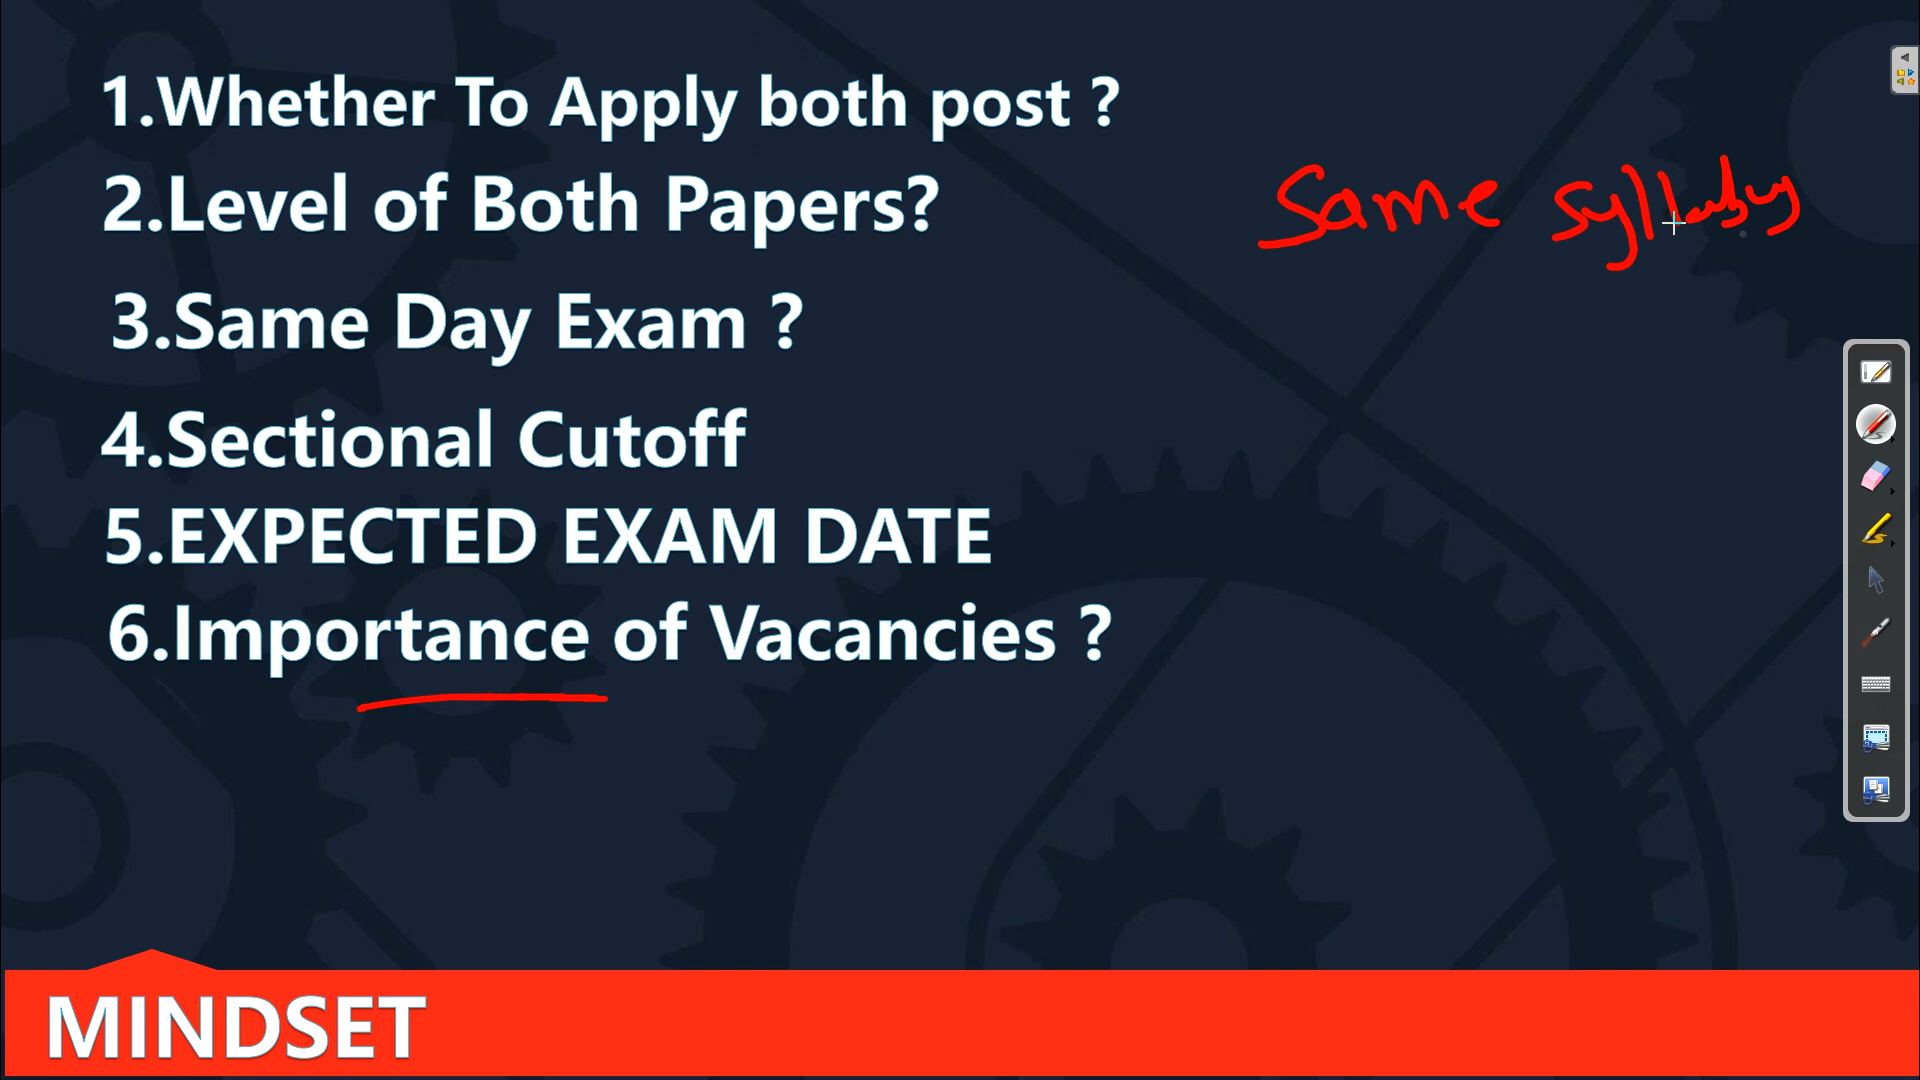 1.Whether To Apply both post ?
2.Level of Both Papers?
Same syllabus
3.Same Day Exam ?
4.Sectional Cutoff
5.EXPECTED EXAM DATE
6.Importance of Vacancies ?
MINDSET